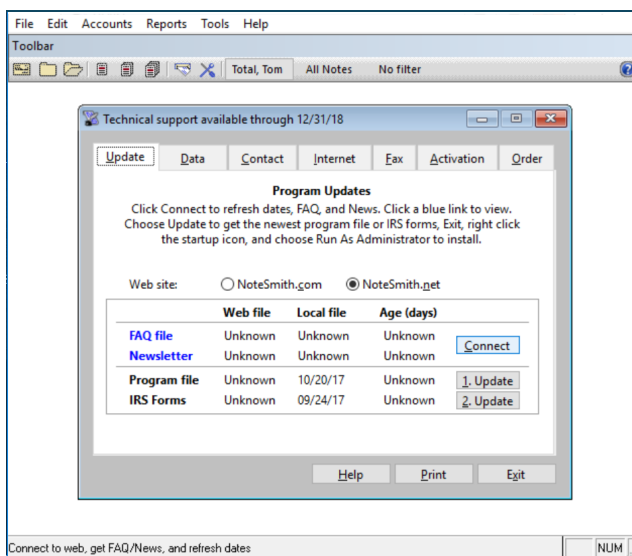 File Edit Accounts Reports Tools Help
Toolbar
Total, Tom All Notes No filter
Technical support available through 12/31/18
Update Data Contact Internet Fax Activation Order
Program Updates
Click Connect to refresh dates, FAQ, and News. Click a blue link to view.
Choose Update to get the newest program file or IRS forms, Exit, right click
the startup icon, and choose Run As Administrator to install.
Web site: NoteSmith.com NoteSmith.net
Web file Local file Age (days)
FAQ file Unknown Unknown Unknown
Connect
Newsletter Unknown Unknown Unknown
Program file Unknown 10/20/17 Unknown 1. Update
IRS Forms Unknown 09/24/17 Unknown 2. Update
Help Print Exit
Connect to web, get FAQ/News, and refresh dates NUM